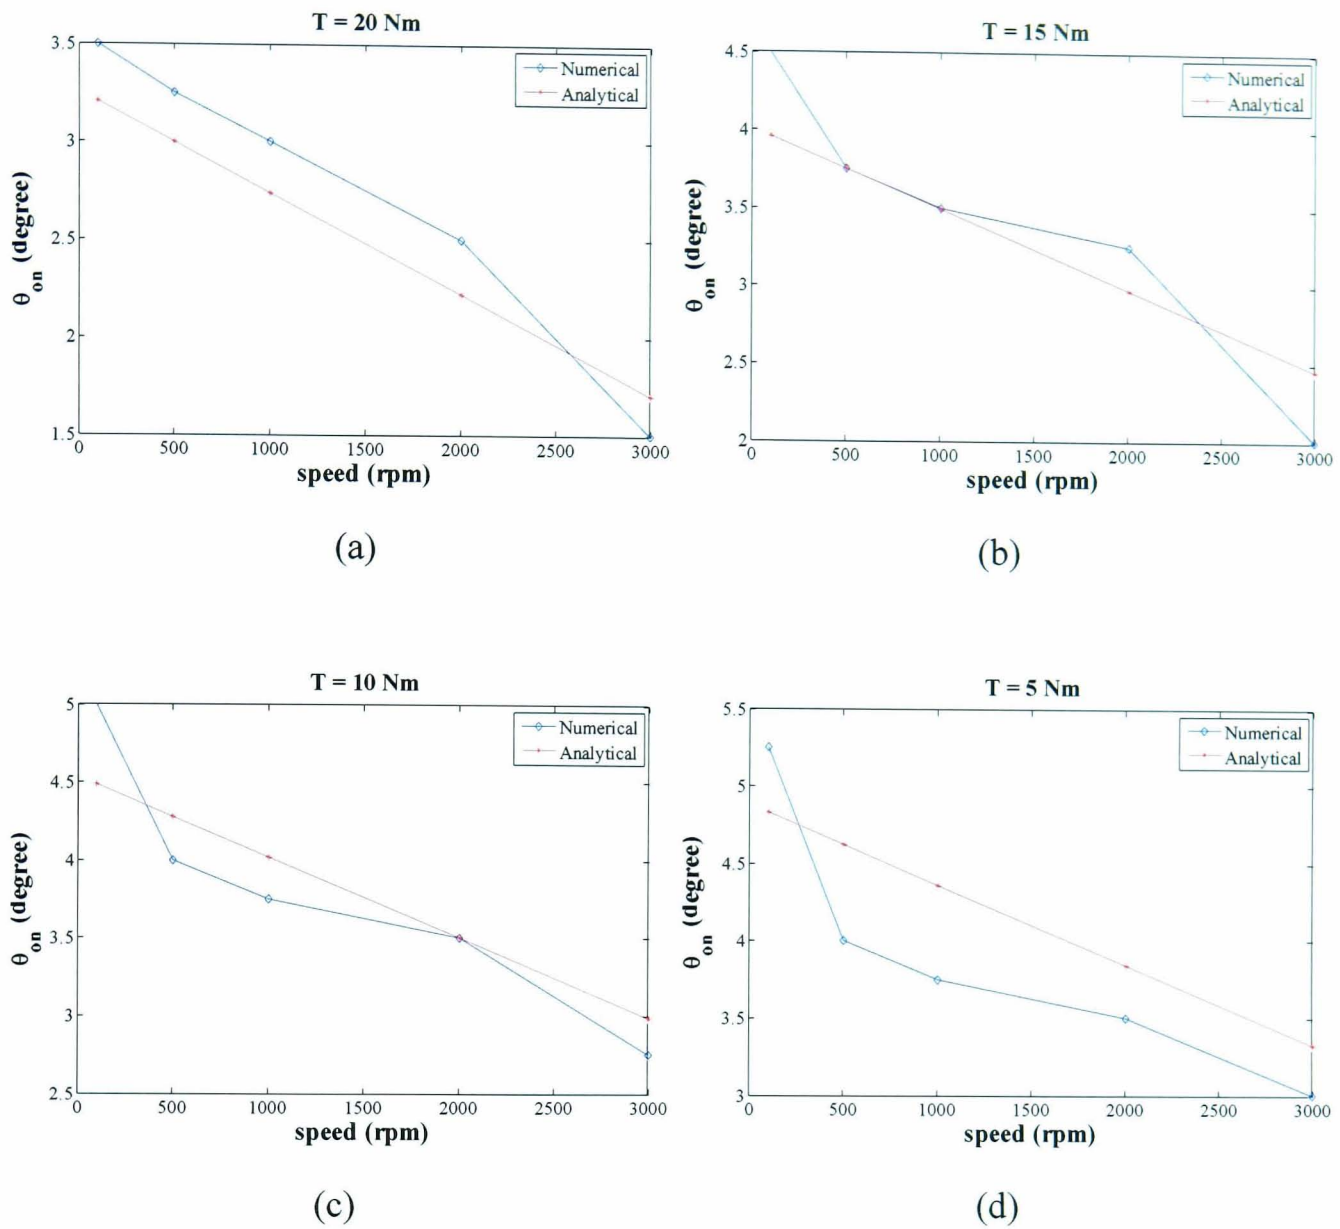 T = 20 Nm
3.5
3
2.5
2
1.5
θon (degree)
Numerical
Analytical
0 500 1000 1500 2000 2500 3000
speed (rpm)
(a)
T = 15 Nm
4.5
4
3.5
3
2.5
2
θon (degree)
Numerical
Analytical
0 500 1000 1500 2000 2500 3000
speed (rpm)
(b)
T = 10 Nm
5
4.5
4
3.5
3
2.5
θon (degree)
Numerical
Analytical
0 500 1000 1500 2000 2500 3000
speed (rpm)
(c)
T = 5 Nm
5.5
5
4.5
4
3.5
3
θon (degree)
Numerical
Analytical
0 500 1000 1500 2000 2500 3000
speed (rpm)
(d)